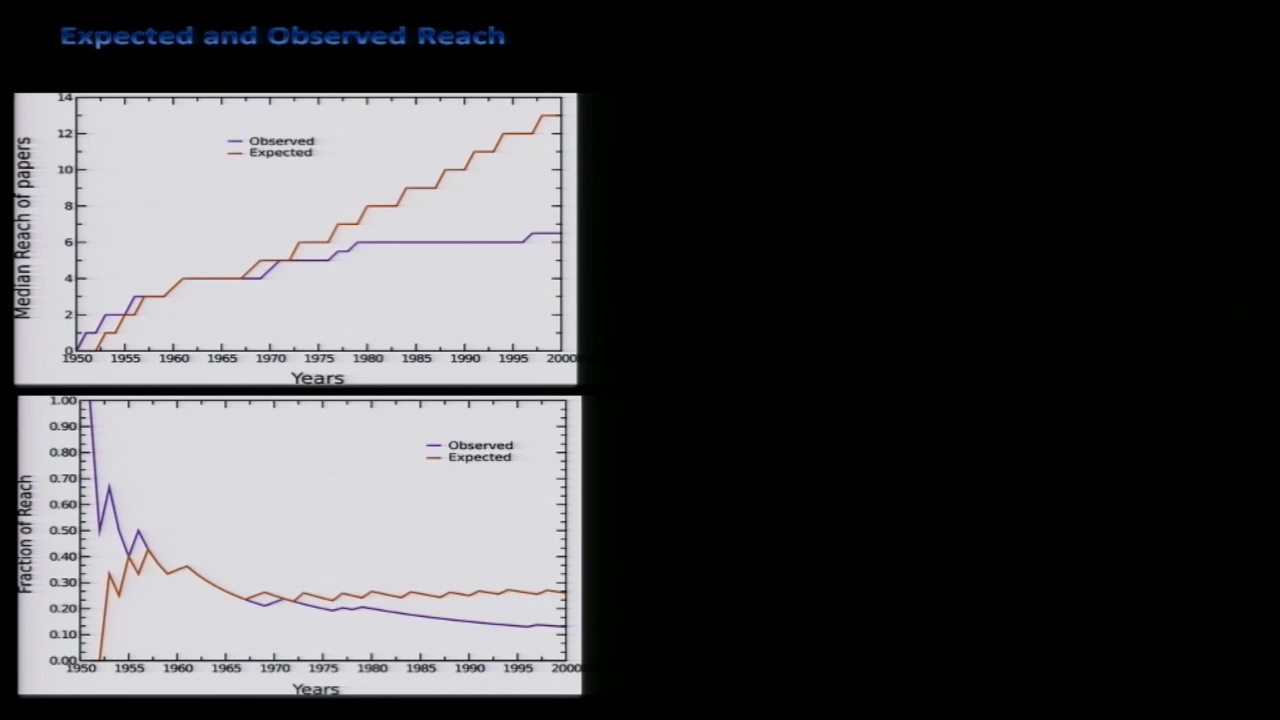 Expected and Observed Reach
Median Reach of papers
14
12
10
8
6
4
2
0
Observed
Expected
1950 1955 1960 1965 1970 1975 1980 1985 1990 1995 2000
Years
Fraction of Reach
1.00
0.90
0.80
0.70
0.60
0.50
0.40
0.30
0.20
0.10
0.00
Observed
Expected
1950 1955 1960 1965 1970 1975 1980 1985 1990 1995 2000
Years